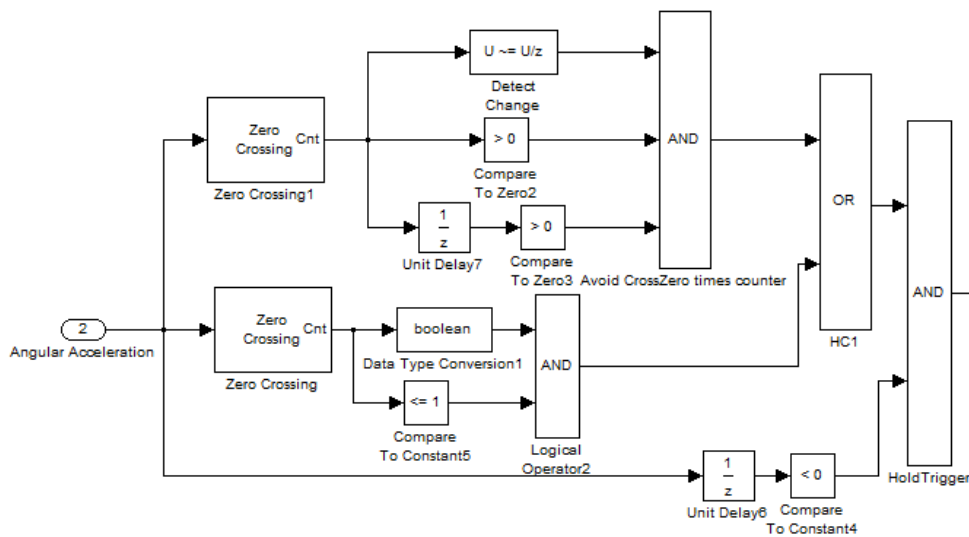 U ~= U/z
Detect
Change
Zero
Crossing
Cnt
Zero Crossing1
> 0
Compare
To Zero2
AND
OR
1
z
Unit Delay7
> 0
Compare
To Zero3
Avoid CrossZero times counter
AND
2
Angular Acceleration
Zero
Crossing
Cnt
Zero Crossing
boolean
Data Type Conversion1
AND
HC1
<= 1
Compare
To Constant5
Logical
Operator2
1
z
Unit Delay6
< 0
Compare
To Constant4
HoldTrigger